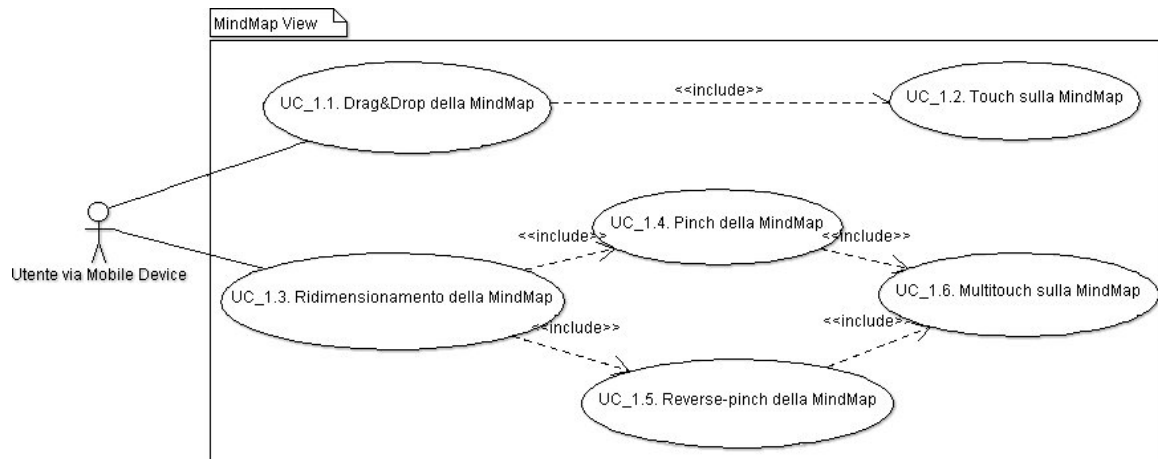 MindMap View
UC_1.1. Drag&Drop della MindMap
<<include>>
UC_1.2. Touch sulla MindMap
UC_1.4. Pinch della MindMap
<<include>>
<<include>>
Utente via Mobile Device
UC_1.3. Ridimensionamento della MindMap
UC_1.6. Multitouch sulla MindMap
<<include>>
<<include>>
UC_1.5. Reverse-pinch della MindMap